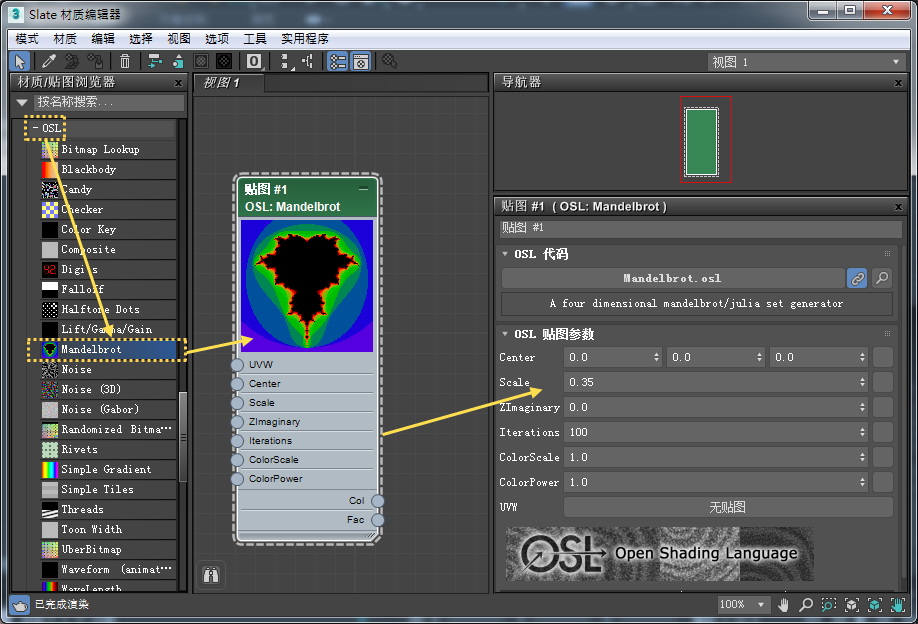 3 Slate 材质编辑器
模式 材质 编辑 选择 视图 选项 工具 实用程序
视图 1
材质/贴图浏览器
按名称搜索...
- OSL
Bitmap Lookup
Blackbody
Candy
Checker
Color Key
Composite
Digits
Falloff
Halftone Dots
Lift/Gamma/Gain
Mandelbrot
Noise
Noise (3D)
Noise (Gabor)
Randomized Bitma···
Rivets
Simple Gradient
Simple Tiles
Threads
Toon Width
UberBitmap
Waveform (animat···
WaveLength
视图 1
贴图 #1
OSL: Mandelbrot
UVW
Center
Scale
ZImaginary
Iterations
ColorScale
ColorPower
Col
Fac
导航器
贴图 #1 ( OSL: Mandelbrot )
贴图 #1
OSL 代码
Mandelbrot.osl
A four dimensional mandelbrot/julia set generator
OSL 贴图参数
Center 0.0 0.0 0.0
Scale 0.35
ZImaginary 0.0
Iterations 100
ColorScale 1.0
ColorPower 1.0
UVW 无贴图
OSL Open Shading Language
已完成渲染
100%